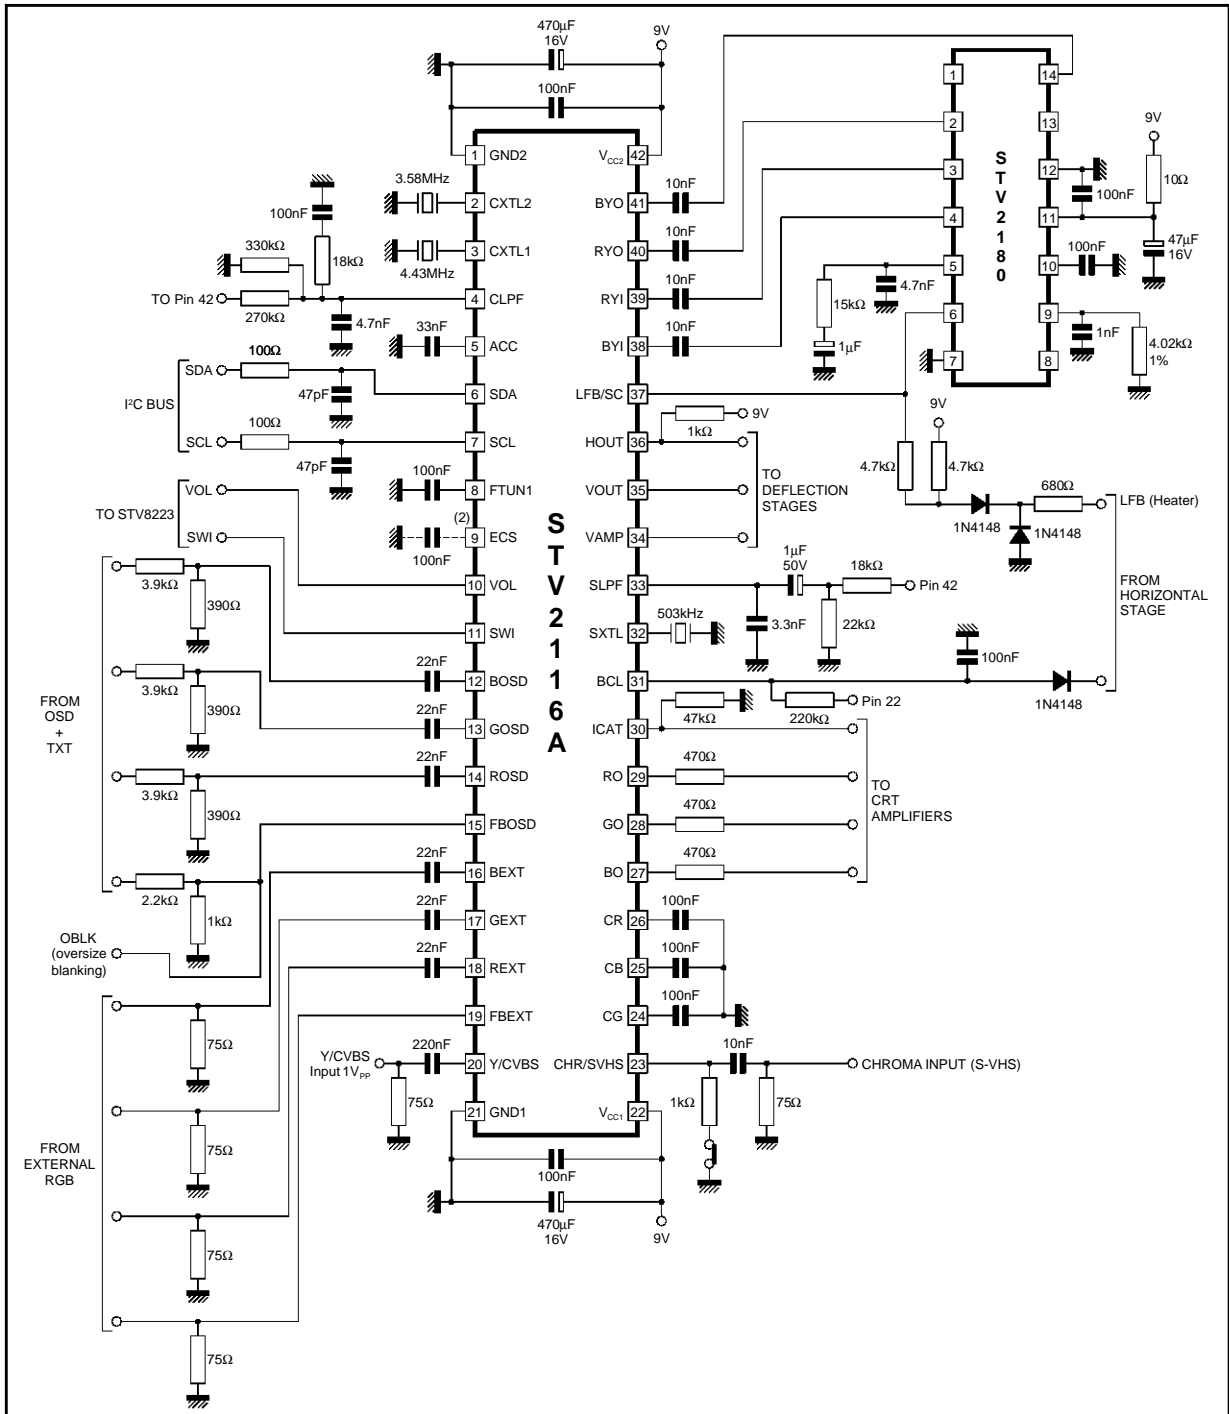 470µF
16V
9V
100nF
1 GND2
VCC2 42
3.58MHz
2 CXTL2
BYO 41
10nF
4.43MHz
3 CXTL1
RYO 40
10nF
100nF
330kΩ
18kΩ
TO Pin 42
270kΩ
4.7nF
4 CLPF
RYI 39
10nF
33nF
5 ACC
BYI 38
10nF
I²C BUS
SDA
100Ω
47pF
6 SDA
LFB/SC 37
SCL
100Ω
47pF
7 SCL
HOUT 36
1kΩ
9V
100nF
8 FTUN1
VOUT 35
TO
DEFLECTION
STAGES
TO STV8223
VOL
SWI
(2)
100nF
9 ECS
VAMP 34
10 VOL
SLPF 33
3.3nF
1µF
50V
18kΩ
Pin 42
22kΩ
11 SWI
SXTL 32
503kHz
STV2116A
FROM
OSD
+
TXT
3.9kΩ
390Ω
22nF
12 BOSD
BCL 31
220kΩ
Pin 22
100nF
1N4148
3.9kΩ
390Ω
22nF
13 GOSD
ICAT 30
47kΩ
3.9kΩ
390Ω
22nF
14 ROSD
RO 29
470Ω
TO
CRT
AMPLIFIERS
15 FBOSD
GO 28
470Ω
2.2kΩ
1kΩ
22nF
16 BEXT
BO 27
470Ω
OBLK
(oversize
blanking)
22nF
17 GEXT
CR 26
100nF
22nF
18 REXT
CB 25
100nF
19 FBEXT
CG 24
100nF
FROM
EXTERNAL
RGB
75Ω
75Ω
75Ω
75Ω
Y/CVBS
Input 1VPP
75Ω
220nF
20 Y/CVBS
CHR/SVHS 23
1kΩ
10nF
75Ω
CHROMA INPUT (S-VHS)
21 GND1
VCC1 22
100nF
470µF
16V
9V
STV2180
1
14
2
13
3
12
4
11
5
10
6
9
7
8
9V
10Ω
100nF
47µF
16V
100nF
1nF
4.02kΩ
1%
15kΩ
1µF
4.7nF
9V
4.7kΩ
4.7kΩ
1N4148
1N4148
680Ω
LFB (Heater)
FROM
HORIZONTAL
STAGE